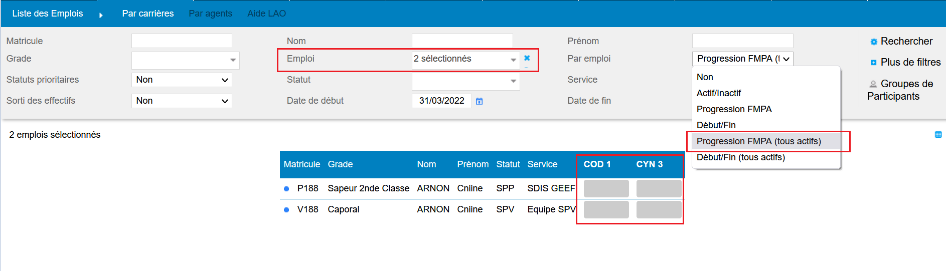 Liste des Emplois Par carrières Par agents Aide LAO
Matricule Nom Prénom Rechercher
Grade Emploi 2 sélectionnés Par emploi Progression FMPA (t
Plus de filtres
Statuts prioritaires Non Statut Service
Non
Groupes de Participants
Actif/Inactif
Sorti des effectifs Non Date de début 31/03/2022 Date de fin
Progression FMPA
Début/Fin
2 emplois sélectionnés
Progression FMPA (tous actifs)
Début/Fin (tous actifs)
Matricule Grade Nom Prénom Statut Service COD 1 CYN 3
P188 Sapeur 2nde Classe ARNON Cnline SPP SDIS GEEF
V188 Caporal ARNON Cnline SPV Equipe SPV